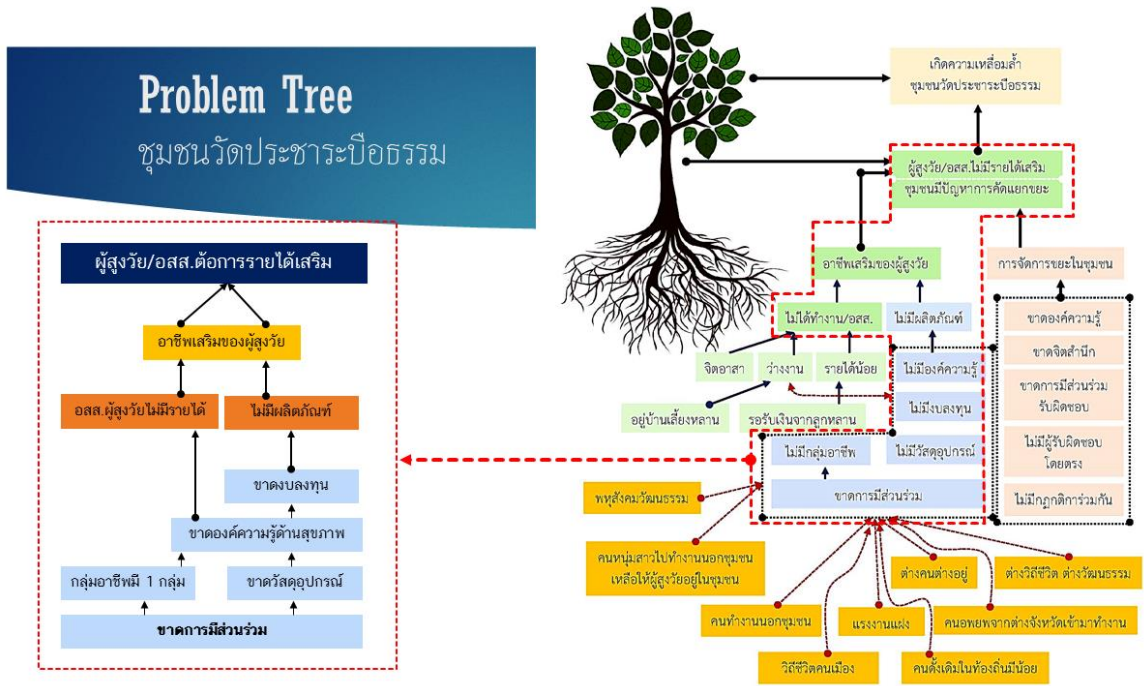 Problem Tree
ชุมชนวัดประชาระบือธรรม
ผู้สูงวัย/อสส.ต้อการรายได้เสริม
อาชีพเสริมของผู้สูงวัย
อสส.ผู้สูงวัยไม่มีรายได้
ไม่มีผลิตภัณฑ์
ขาดงบลงทุน
ขาดองค์ความรู้ด้านสุขภาพ
กลุ่มอาชีพมี 1 กลุ่ม
ขาดวัสดุอุปกรณ์
ขาดการมีส่วนร่วม
เกิดความเหลื่อมล้ำ
ชุมชนวัดประชาระบือธรรม
ผู้สูงวัย/อสส.ไม่มีรายได้เสริม
ชุมชนมีปัญหาการคัดแยกขยะ
อาชีพเสริมของผู้สูงวัย
การจัดการขยะในชุมชน
ไม่ได้ทำงาน/อสส.
ไม่มีผลิตภัณฑ์
ขาดองค์ความรู้
ขาดจิตสำนึก
ขาดการมีส่วนร่วม
รับผิดชอบ
ไม่มีผู้รับผิดชอบ
โดยตรง
ไม่มีกฎกติการ่วมกัน
จิตอาสา
ว่างงาน
รายได้น้อย
ไม่มีองค์ความรู้
อยู่บ้านเลี้ยงหลาน
รอรับเงินจากลูกหลาน
ไม่มีงบลงทุน
ไม่มีกลุ่มอาชีพ
ไม่มีวัสดุอุปกรณ์
ขาดการมีส่วนร่วม
พหุสังคมวัฒนธรรม
คนหนุ่มสาวไปทำงานนอกชุมชน
เหลือให้ผู้สูงวัยอยู่ในชุมชน
ต่างคนต่างอยู่
ต่างวิถีชีวิต ต่างวัฒนธรรม
คนทำงานนอกชุมชน
แรงงานแฝง
คนอพยพจากต่างจังหวัดเข้ามาทำงาน
วิถีชีวิตคนเมือง
คนดั้งเดิมในท้องถิ่นมีน้อย